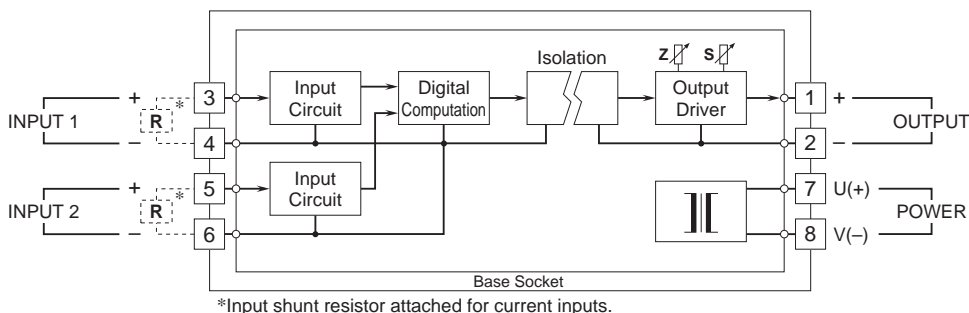 Isolation
Z S
Input
Circuit
Digital
Computation
Output
Driver
INPUT 1
+
–
R
*
3
4
1 +
2 –
OUTPUT
INPUT 2
+
–
R
*
5
6
Input
Circuit
7 U(+)
8 V(–)
POWER
Base Socket
*Input shunt resistor attached for current inputs.